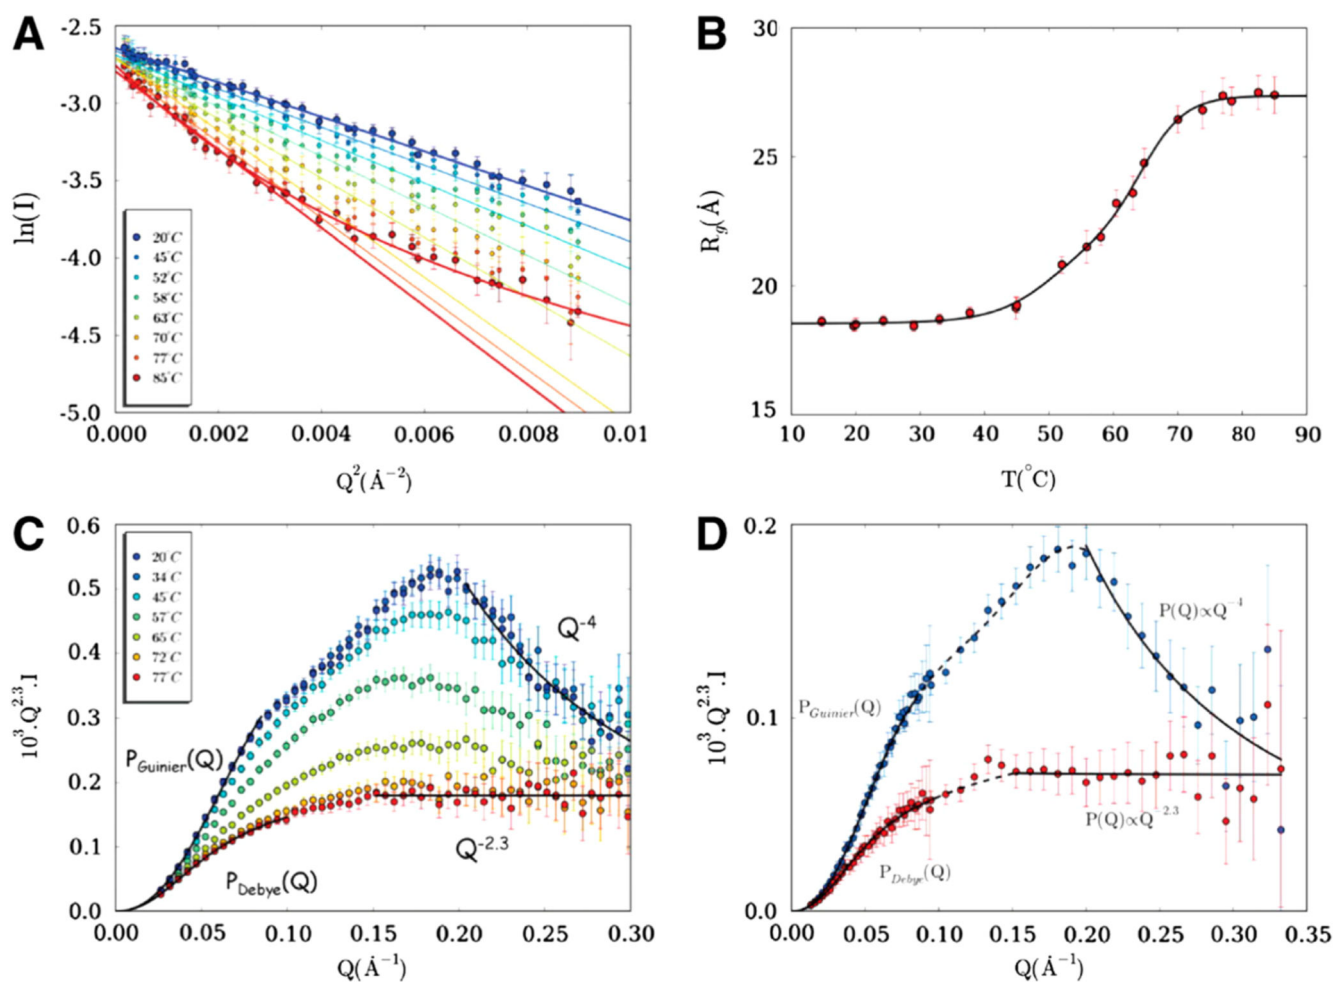 A
-2.5
-3.0
-3.5
-4.0
-4.5
-5.0
ln(I)
20°C
45°C
52°C
58°C
63°C
70°C
77°C
85°C
0.000 0.002 0.004 0.006 0.008 0.01
Q²(Å⁻²)
B
30
25
20
15
R_g(Å)
10 20 30 40 50 60 70 80 90
T(°C)
C
0.6
0.5
0.4
0.3
0.2
0.1
0.0
10³.Q²·³.I
20°C
34°C
45°C
57°C
65°C
72°C
77°C
Q⁻⁴
P_Guinier(Q)
Q⁻²·³
P_Debye(Q)
0.00 0.05 0.10 0.15 0.20 0.25 0.30
Q(Å⁻¹)
D
0.2
0.1
0.0
10³.Q²·³.I
P(Q)∝Q⁻⁴
P_Guinier(Q)
P(Q)∝Q⁻²·³
P_Debye(Q)
0.00 0.05 0.10 0.15 0.20 0.25 0.30 0.35
Q(Å⁻¹)